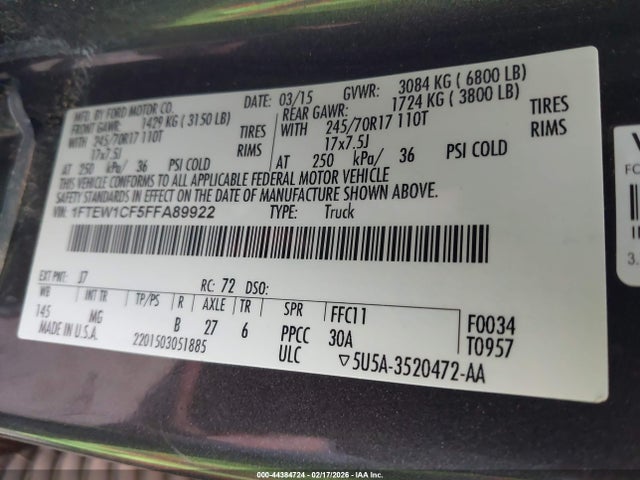 MFD. BY FORD MOTOR CO. DATE: 03/15 GVWR: 3084 KG ( 6800 LB)
FRONT GAWR: 1429 KG ( 3150 LB) REAR GAWR: 1724 KG ( 3800 LB)
WITH 245/70R17 110T TIRES WITH 245/70R17 110T TIRES
17x7.5J RIMS 17x7.5J RIMS
AT 250 kPa/ 36 PSI COLD AT 250 kPa/ 36 PSI COLD
THIS VEHICLE CONFORMS TO ALL APPLICABLE FEDERAL MOTOR VEHICLE
SAFETY STANDARDS IN EFFECT ON THE DATE OF MANUFACTURE SHOWN ABOVE.
VIN: 1FTEW1CF5FFA89922 TYPE: Truck
EXT PNT: J7 RC: 72 DSO:
WB INT TR TP/PS R AXLE TR SPR FFC11 F0034
145 MG B 27 6 PPCC 30A T0957
MADE IN U.S.A. 2201503051885 ULC ▽5U5A-3520472-AA
000-44384724 - 02/17/2026 - IAA Inc.